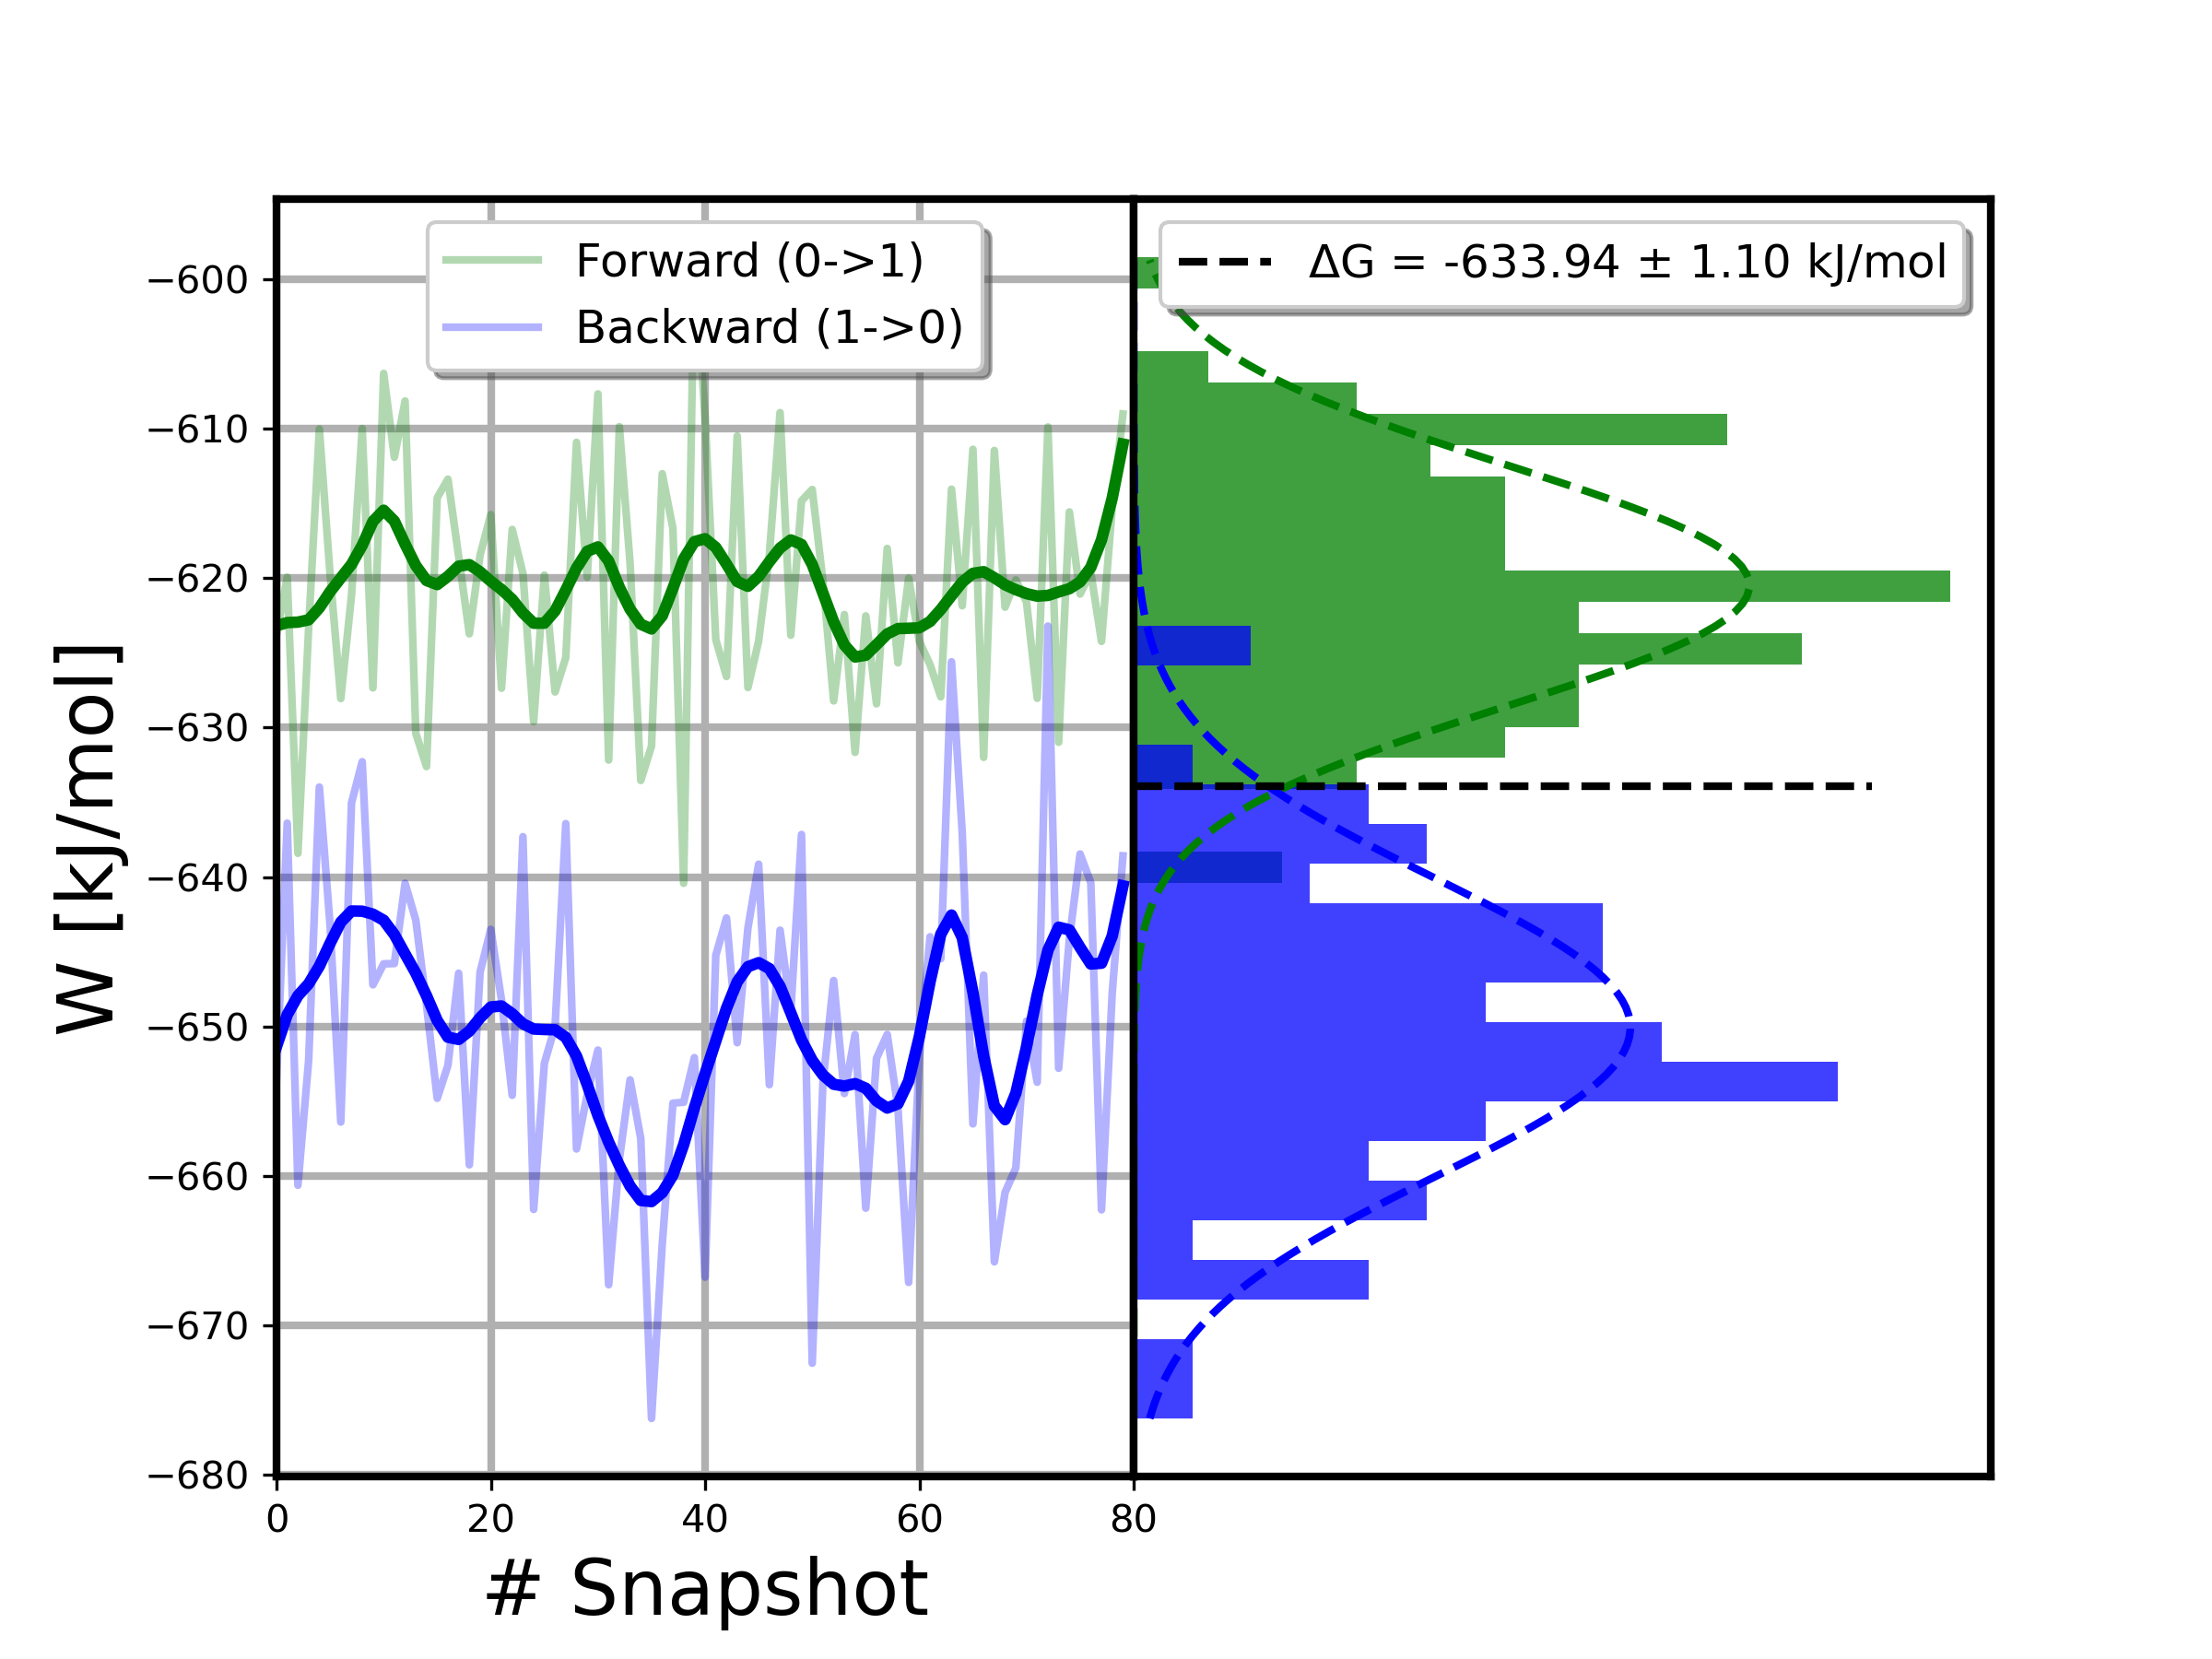 Forward (0->1)
Backward (1->0)
ΔG = -633.94 ± 1.10 kJ/mol
W [kJ/mol]
−600
−610
−620
−630
−640
−650
−660
−670
−680
0 20 40 60 80
# Snapshot